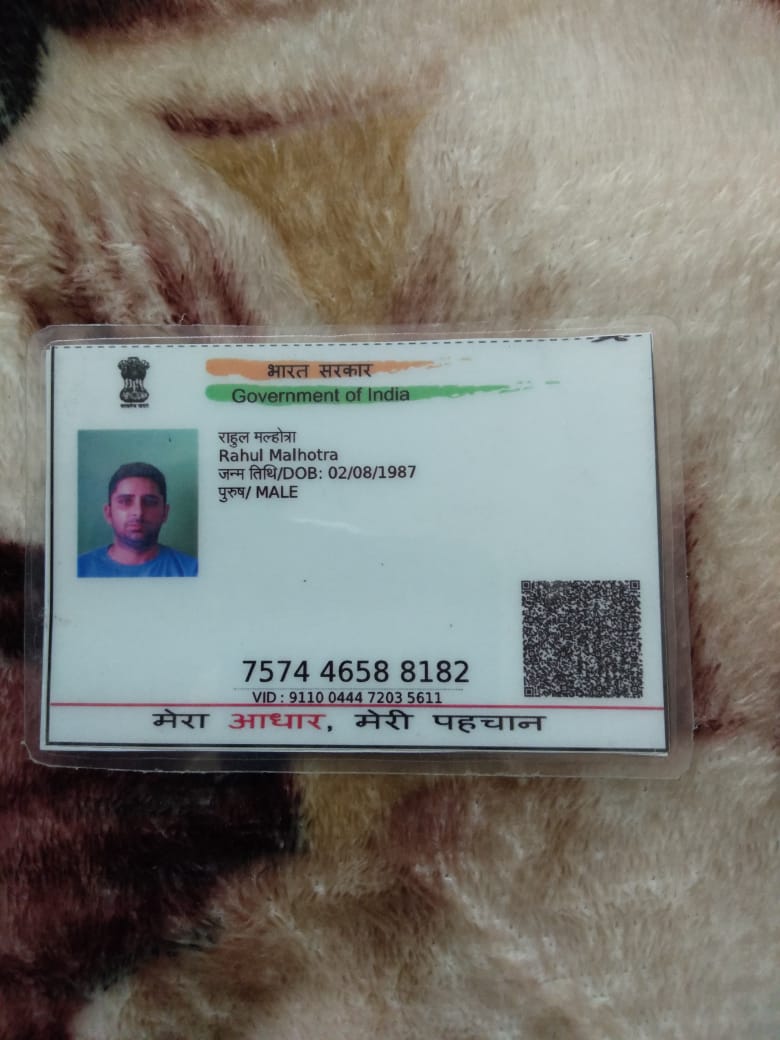 भारत सरकार
Government of India
राहुल मल्होत्रा
Rahul Malhotra
जन्म तिथि/DOB: 02/08/1987
पुरुष/ MALE
7574 4658 8182
VID : 9110 0444 7203 5611
मेरा आधार, मेरी पहचान